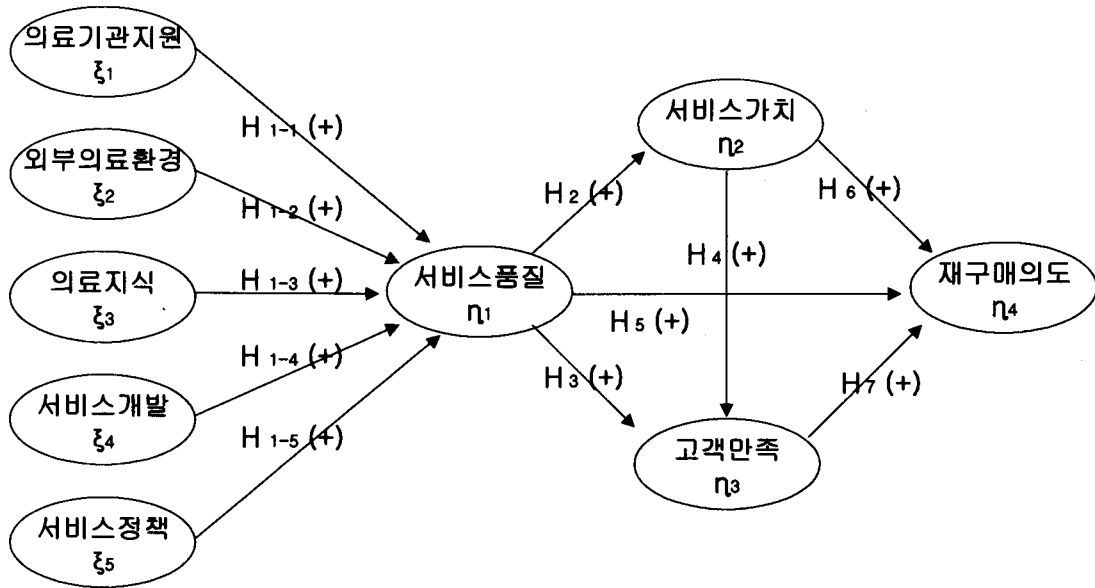 의료기관지원
ξ1
외부의료환경
ξ2
의료지식
ξ3
서비스개발
ξ4
서비스정책
ξ5
H 1-1 (+)
H 1-2 (+)
H 1-3 (+)
H 1-4 (+)
H 1-5 (+)
서비스품질
η1
H 2 (+)
H 3 (+)
서비스가치
η2
H 4 (+)
H 5 (+)
고객만족
η3
H 6 (+)
H 7 (+)
재구매의도
η4